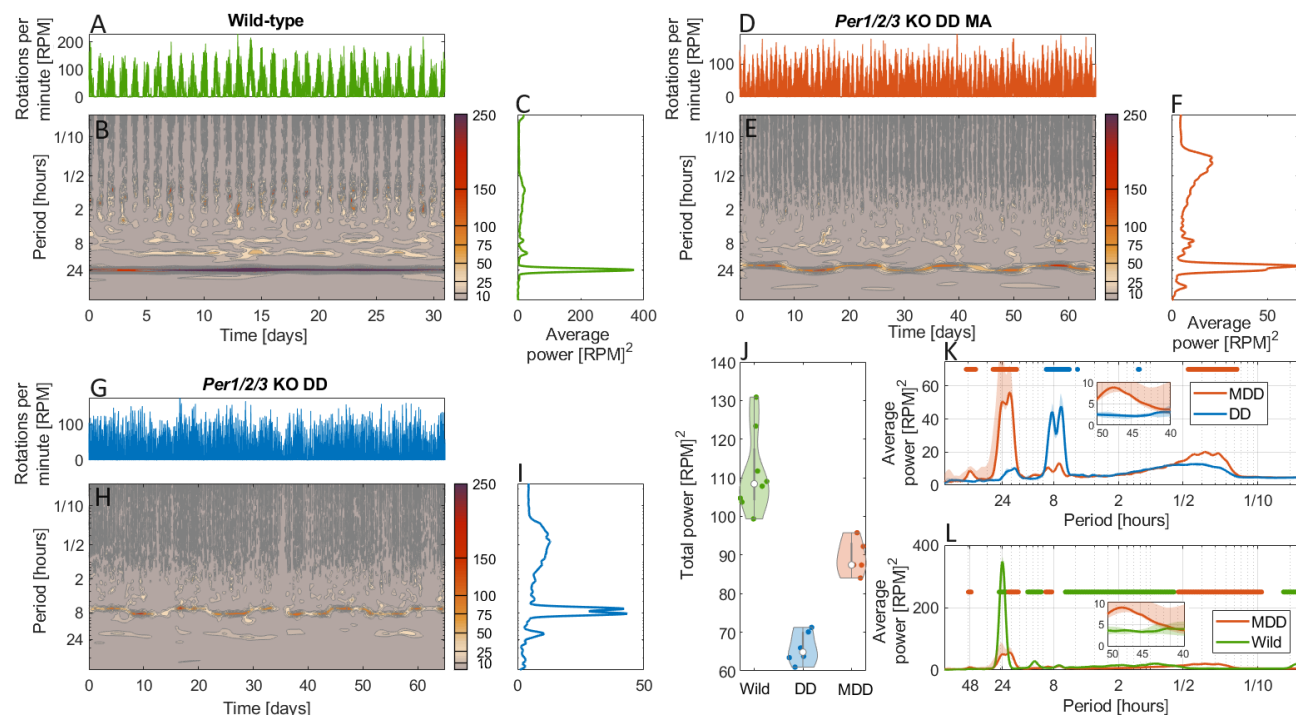 A
Wild-type
Rotations per
minute [RPM]
200
100
0
B
Period [hours]
1/10
1/2
2
8
24
0 5 10 15 20 25 30
Time [days]
250
150
100
75
50
25
10
C
0 200 400
Average
power [RPM]2
D
Per1/2/3 KO DD MA
Rotations per
minute [RPM]
100
0
E
Period [hours]
1/10
1/2
2
8
24
0 10 20 30 40 50 60
Time [days]
250
150
100
75
50
25
10
F
0 50
Average
power [RPM]2
G
Per1/2/3 KO DD
Rotations per
minute [RPM]
100
0
H
Period [hours]
1/10
1/2
2
8
24
0 10 20 30 40 50 60
Time [days]
250
150
100
75
50
25
10
I
0 50
J
Total power [RPM]2
140
130
120
110
100
90
80
70
60
Wild DD MDD
K
Average
power [RPM]2
60
40
20
0
10
5
0
50 45 40
MDD
DD
24 8 2 1/2 1/10
Period [hours]
L
Average
power [RPM]2
400
200
0
10
5
0
50 45 40
MDD
Wild
48 24 8 2 1/2 1/10
Period [hours]